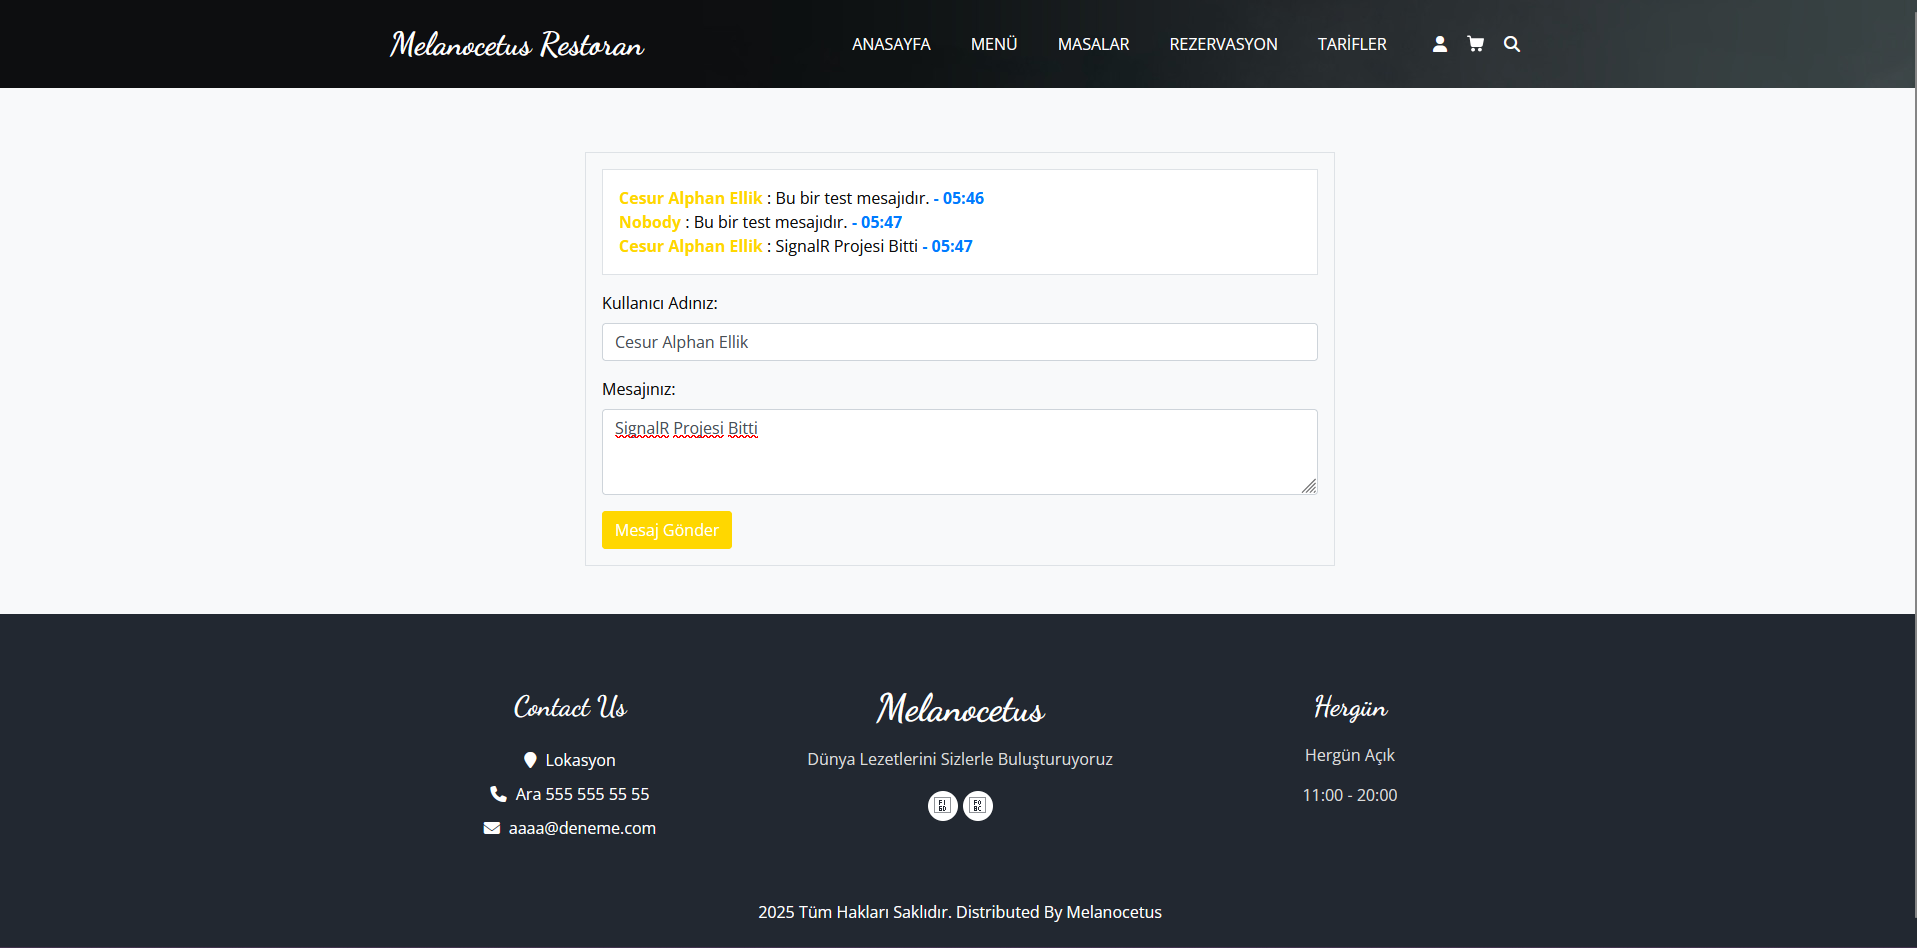 Melanocetus Restoran
ANASAYFA MENÜ MASALAR REZERVASYON TARİFLER
Cesur Alphan Ellik : Bu bir test mesajıdır. - 05:46
Nobody : Bu bir test mesajıdır. - 05:47
Cesur Alphan Ellik : SignalR Projesi Bitti - 05:47
Kullanıcı Adınız:
Cesur Alphan Ellik
Mesajınız:
SignalR Projesi Bitti
Mesaj Gönder
Contact Us
Lokasyon
Ara 555 555 55 55
aaaa@deneme.com
Melanocetus
Dünya Lezetlerini Sizlerle Buluşturuyoruz
Hergün
Hergün Açık
11:00 - 20:00
2025 Tüm Hakları Saklıdır. Distributed By Melanocetus